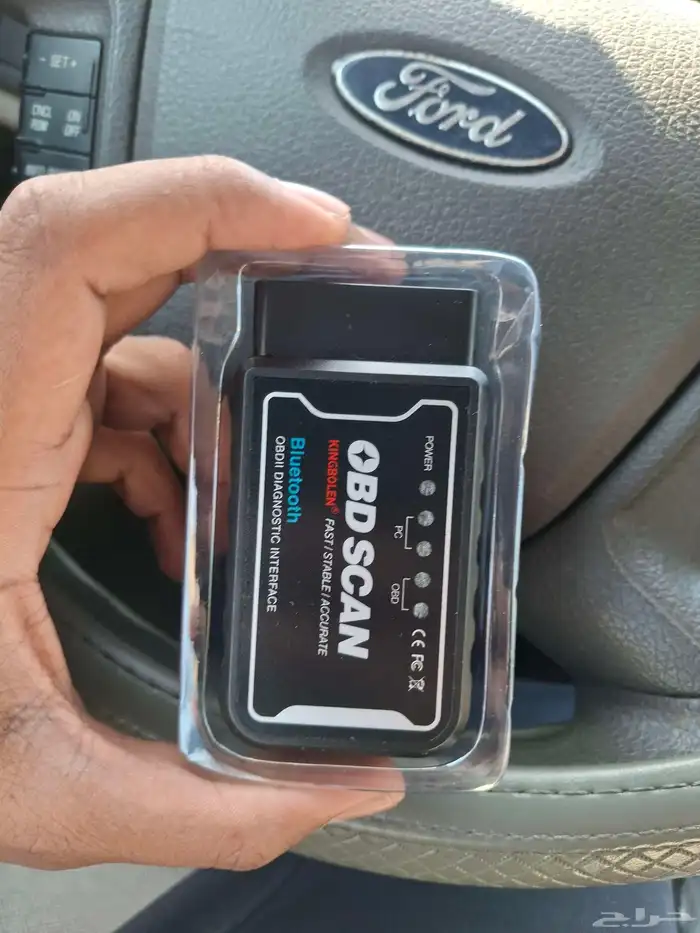 - SET +
CNCL
RSM
ON
OFF
Ford
POWER
PC
OBD
CE FC
OBD SCAN
KINGBOLEN® FAST / STABLE / ACCURATE
Bluetooth
OBDII DIAGNOSTIC INTERFACE
حراج